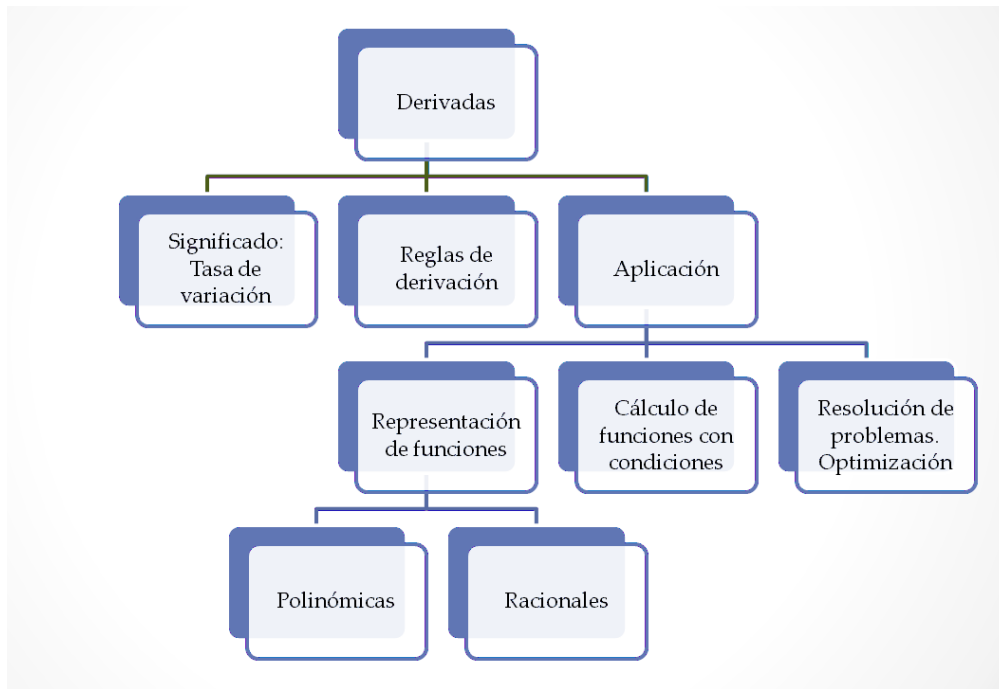 Derivadas
Significado:
Tasa de
variación
Reglas de
derivación
Aplicación
Representación
de funciones
Cálculo de
funciones con
condiciones
Resolución de
problemas.
Optimización
Polinómicas
Racionales